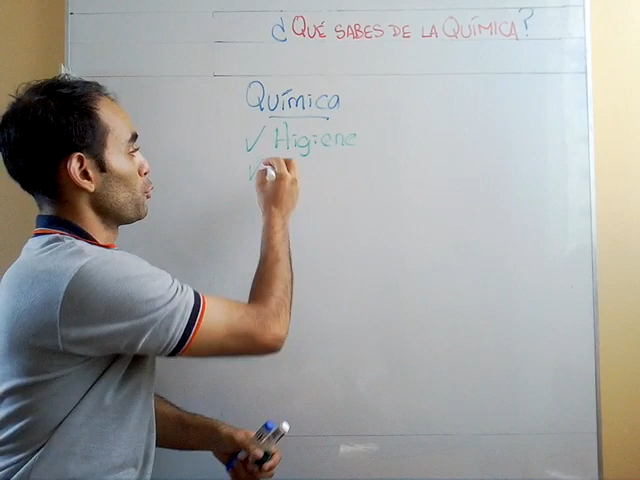 ¿QUÉ SABES DE LA QUÍMICA?
Química
✓ Higiene
✓